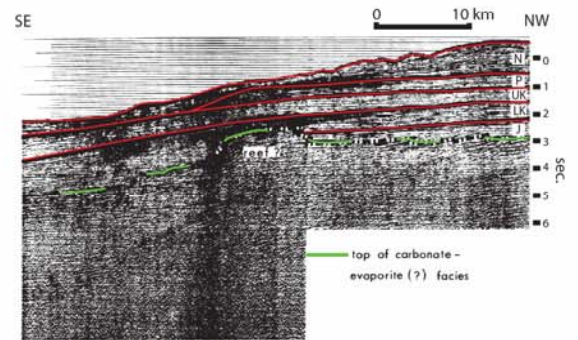 SE
0 10 km
NW
N
0
P
1
UK
LK
2
J
3
reef ?
4
sec.
5
6
top of carbonate –
evaporite (?) facies